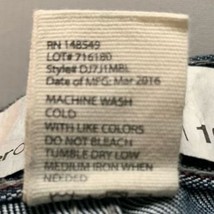 RN 148549
LOT# 716180
Style# DJ7J1MBL
Date of MFG: Mar 2016
MACHINE WASH
COLD
WITH LIKE COLORS
DO NOT BLEACH
TUMBLE DRY LOW
MEDIUM IRON WHEN
NEEDED